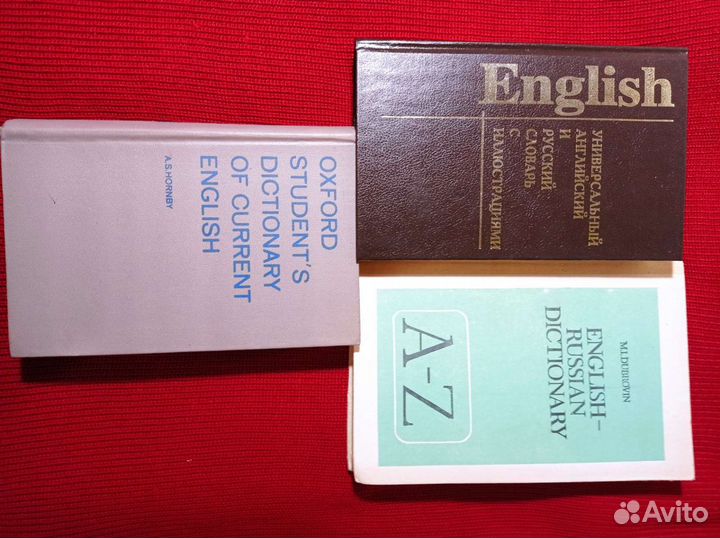 OXFORD
STUDENT'S
DICTIONARY
OF CURRENT
ENGLISH
A.S.HORNBY
English
УНИВЕРСАЛЬНЫЙ
АНГЛИЙСКИЙ
И
РУССКИЙ
СЛОВАРЬ
С
ИЛЛЮСТРАЦИЯМИ
M.I.DUBROVIN
ENGLISH–
RUSSIAN
DICTIONARY
A-Z
Avito